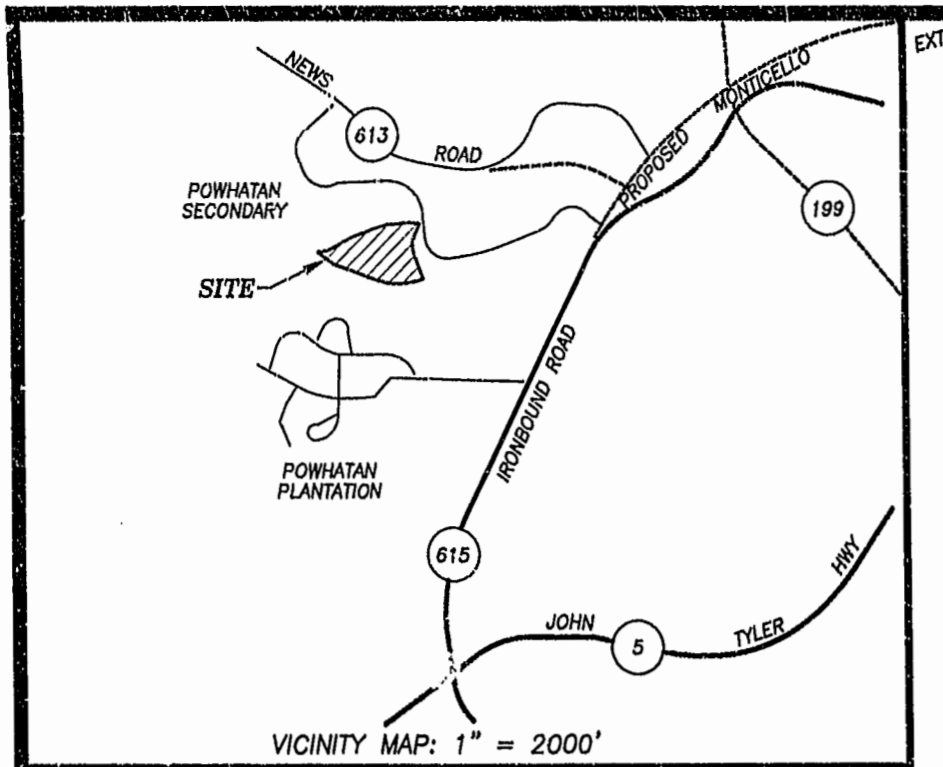 EXT
NEWS
613
ROAD
PROPOSED MONTICELLO
POWHATAN
SECONDARY
199
SITE
IRONBOUND ROAD
POWHATAN
PLANTATION
615
JOHN
5
TYLER
HWY
VICINITY MAP: 1" = 2000'